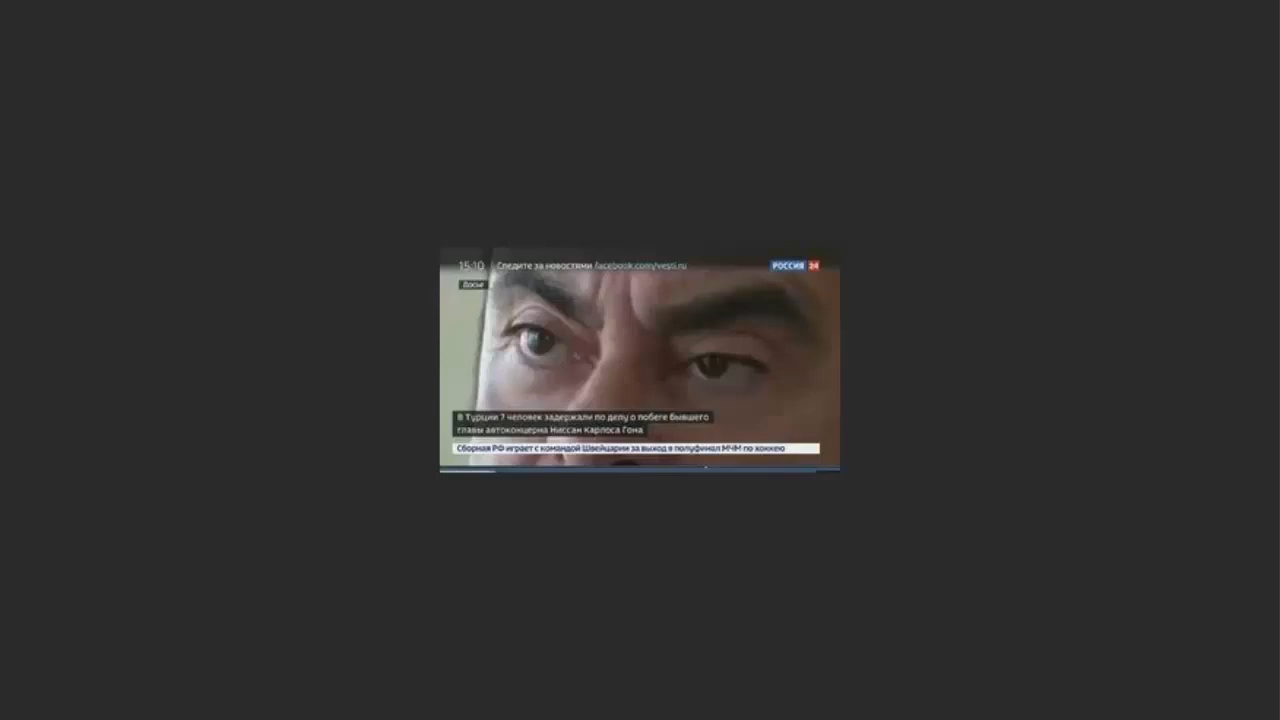 15:10 Следите за новостями facebook.com/vesti.ru РОССИЯ 24
Досье
В Турции 7 человек задержали по делу о побеге бывшего
главы автоконцерна Ниссан Карлоса Гона
Сборная РФ играет с командой Швейцарии за выход в полуфинал МЧМ по хоккею